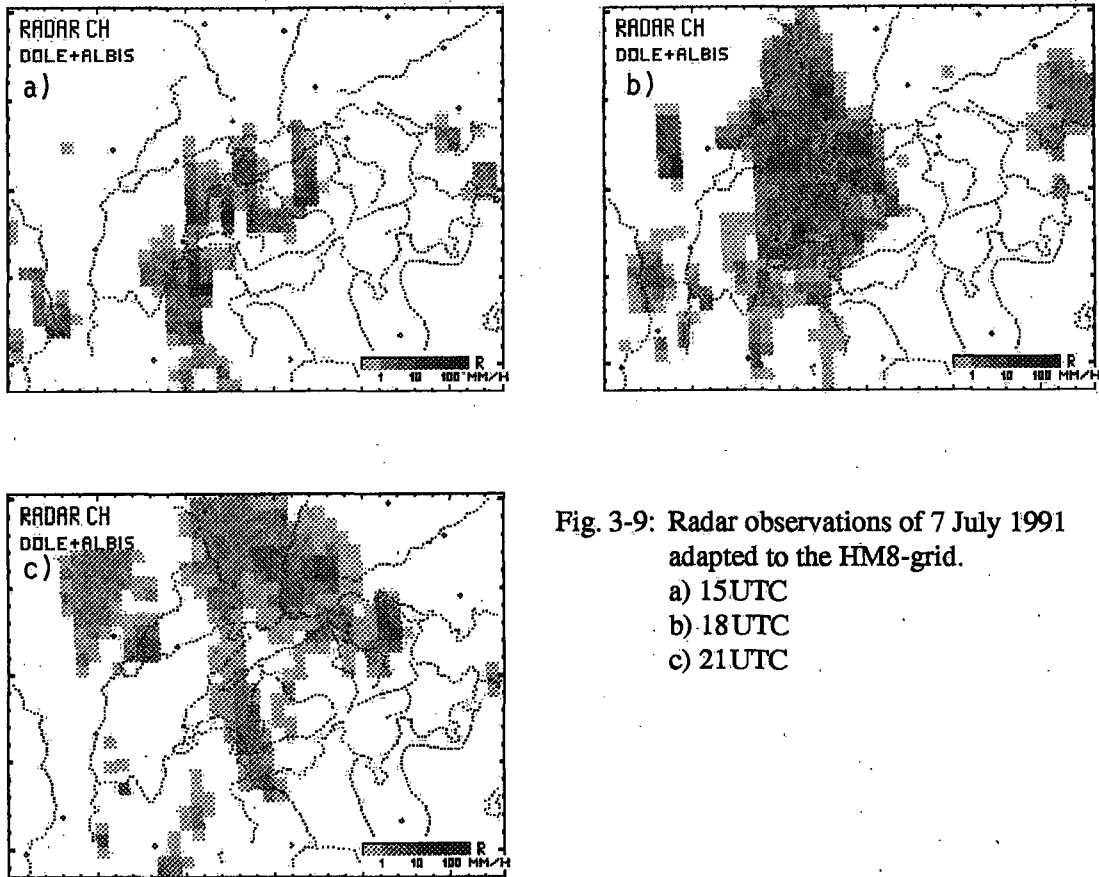 RADAR CH
DOLE+ALBIS
a)
R
1 10 100 MM/H
RADAR CH
DOLE+ALBIS
b)
R
1 10 100 MM/H
RADAR CH
DOLE+ALBIS
c)
R
1 10 100 MM/H
Fig. 3-9: Radar observations of 7 July 1991
adapted to the HM8-grid.
a) 15UTC
b) 18UTC
c) 21UTC